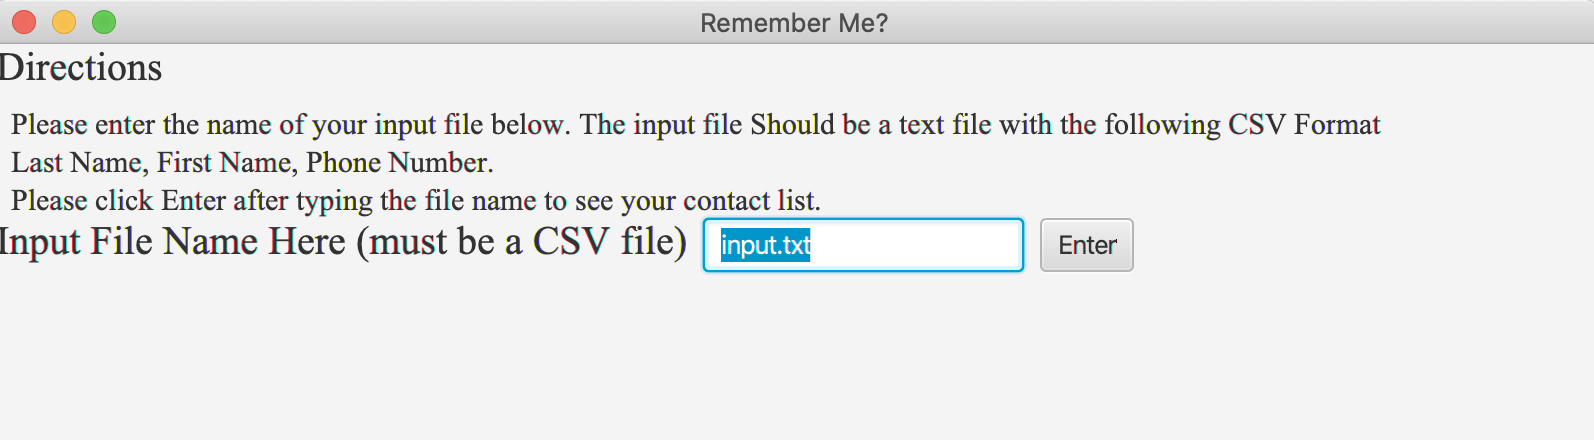 Remember Me?
Directions
Please enter the name of your input file below. The input file Should be a text file with the following CSV Format
Last Name, First Name, Phone Number.
Please click Enter after typing the file name to see your contact list.
Input File Name Here (must be a CSV file) input.txt Enter